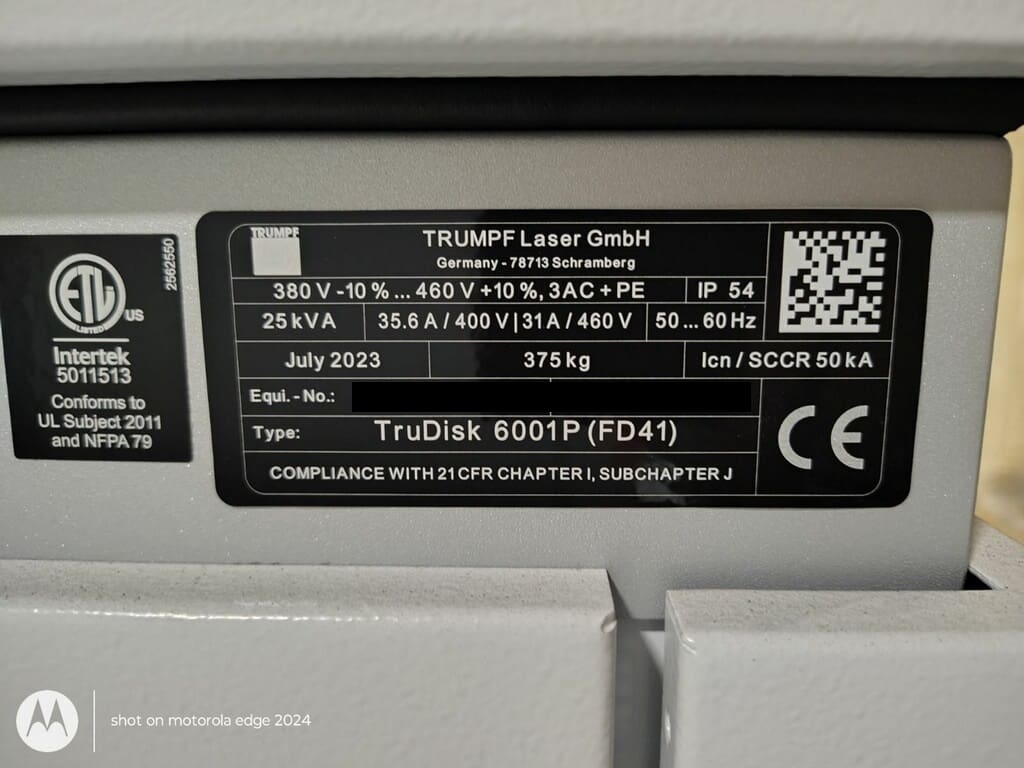 2562550
ETL
LISTED
US
Intertek
5011513
Conforms to
UL Subject 2011
and NFPA 79
TRUMPF
TRUMPF Laser GmbH
Germany - 78713 Schramberg
380 V -10 % ... 460 V +10 %, 3AC + PE
IP 54
25 kVA
35.6 A / 400 V | 31 A / 460 V
50 ... 60 Hz
July 2023
375 kg
Icn / SCCR 50 kA
Equi. - No.:
Type:
TruDisk 6001P (FD41)
CE
COMPLIANCE WITH 21 CFR CHAPTER I, SUBCHAPTER J
shot on motorola edge 2024